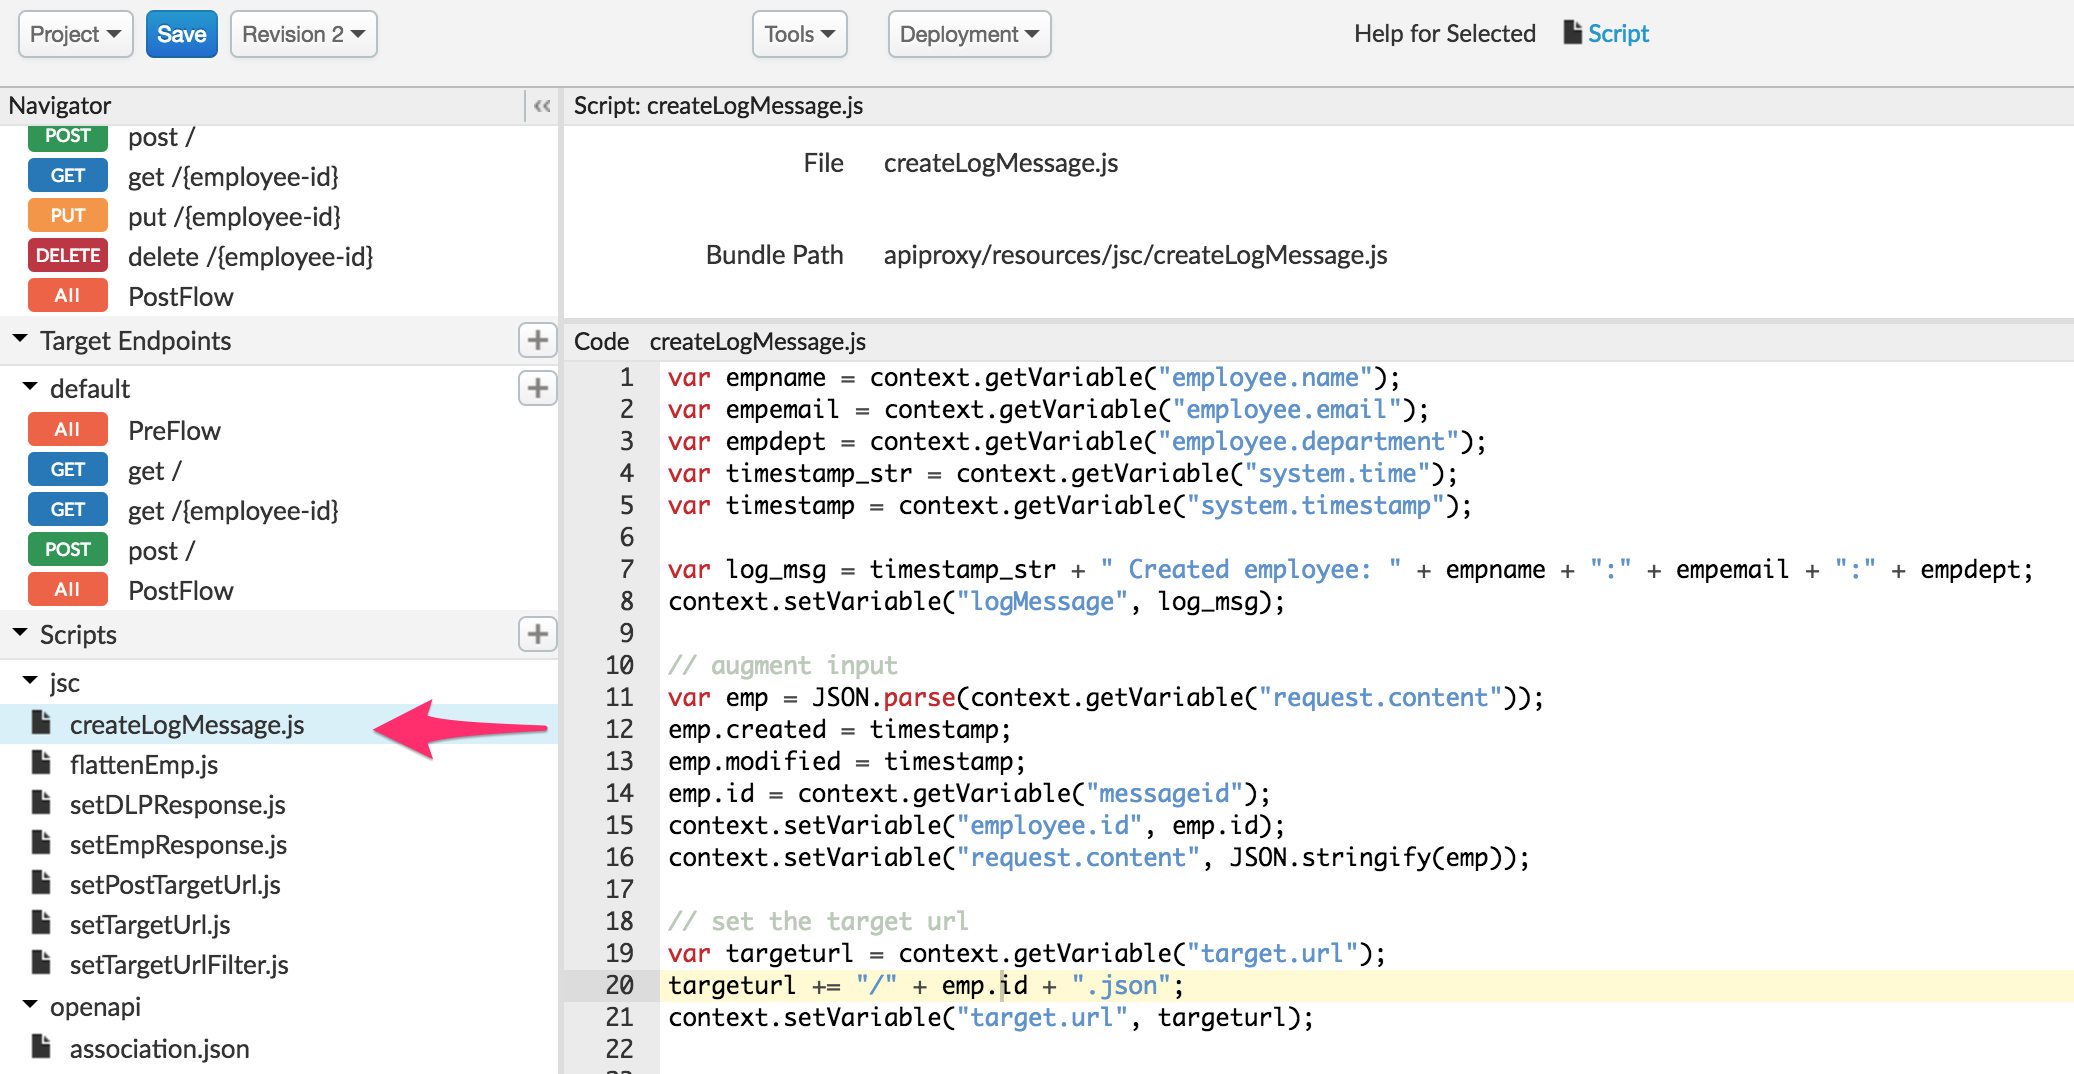 Project Save Revision 2 Tools Deployment Help for Selected Script
Navigator
POST post /
GET get /{employee-id}
PUT put /{employee-id}
DELETE delete /{employee-id}
All PostFlow
Target Endpoints
default
All PreFlow
GET get /
GET get /{employee-id}
POST post /
All PostFlow
Scripts
jsc
createLogMessage.js
flattenEmp.js
setDLPResponse.js
setEmpResponse.js
setPostTargetUrl.js
setTargetUrl.js
setTargetUrlFilter.js
openapi
association.json
Script: createLogMessage.js
File createLogMessage.js
Bundle Path apiproxy/resources/jsc/createLogMessage.js
Code createLogMessage.js
1 var empname = context.getVariable("employee.name");
2 var empemail = context.getVariable("employee.email");
3 var empdept = context.getVariable("employee.department");
4 var timestamp_str = context.getVariable("system.time");
5 var timestamp = context.getVariable("system.timestamp");
6
7 var log_msg = timestamp_str + " Created employee: " + empname + ":" + empemail + ":" + empdept;
8 context.setVariable("logMessage", log_msg);
9
10 // augment input
11 var emp = JSON.parse(context.getVariable("request.content"));
12 emp.created = timestamp;
13 emp.modified = timestamp;
14 emp.id = context.getVariable("messageid");
15 context.setVariable("employee.id", emp.id);
16 context.setVariable("request.content", JSON.stringify(emp));
17
18 // set the target url
19 var targeturl = context.getVariable("target.url");
20 targeturl += "/" + emp.id + ".json";
21 context.setVariable("target.url", targeturl);
22